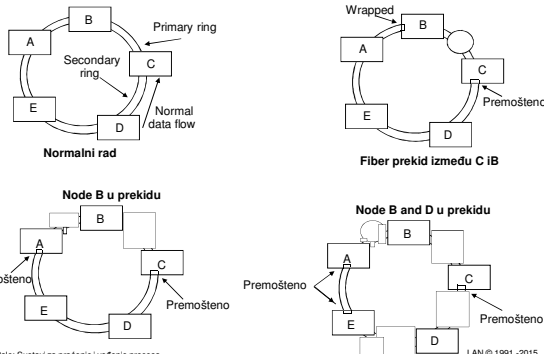 B
Primary ring
A
Secondary
ring
C
E
Normal
data flow
D
Normalni rad
Wrapped
B
A
C
Premošteno
E
D
Fiber prekid između C iB
Node B u prekidu
B
A
C
Premošteno
E
D
Node B and D u prekidu
B
A
C
Premošteno
Premošteno
E
D
LAN © 1991 -2015